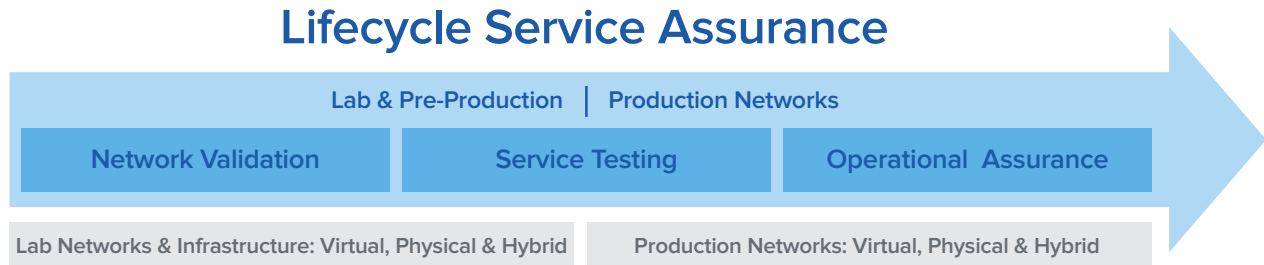 Lifecycle Service Assurance
Lab & Pre-Production | Production Networks
Network Validation
Service Testing
Operational Assurance
Lab Networks & Infrastructure: Virtual, Physical & Hybrid
Production Networks: Virtual, Physical & Hybrid